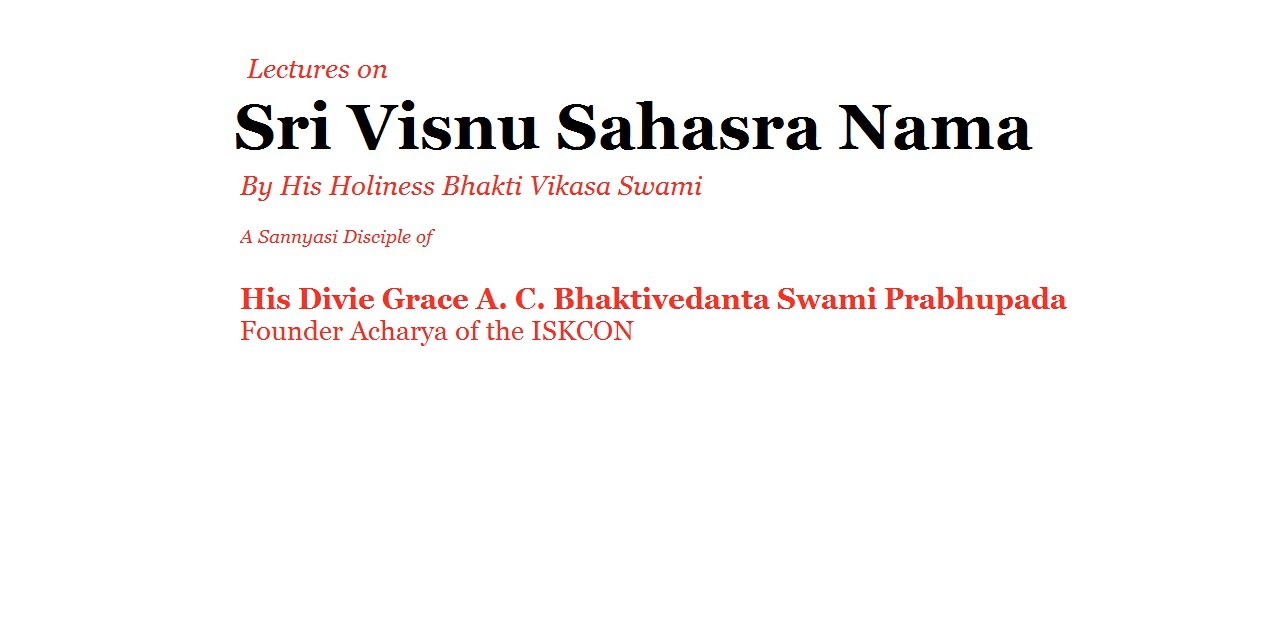 Lectures on
Sri Visnu Sahasra Nama
By His Holiness Bhakti Vikasa Swami
A Sannyasi Disciple of
His Divie Grace A. C. Bhaktivedanta Swami Prabhupada
Founder Acharya of the ISKCON